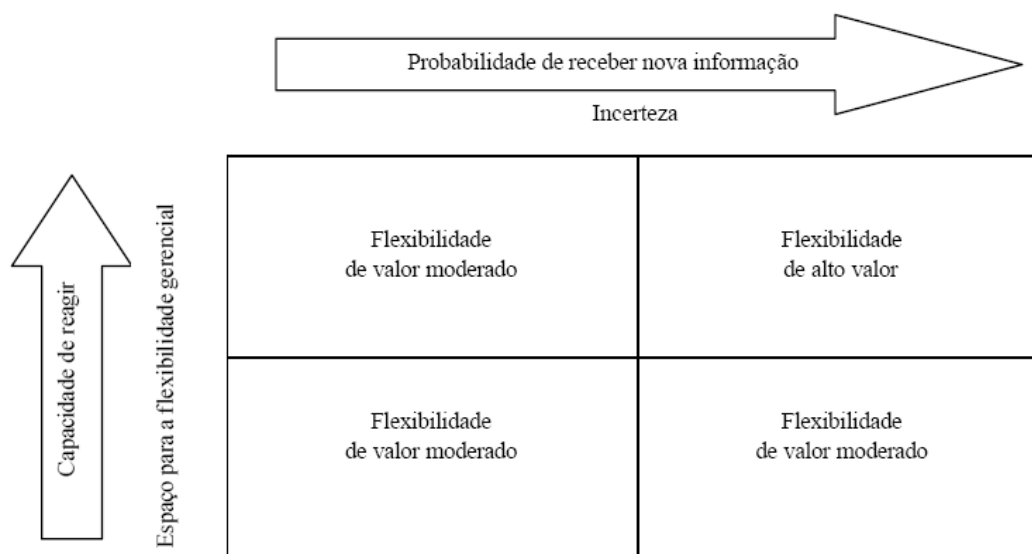 Probabilidade de receber nova informação
Incerteza
Capacidade de reagir
Espaço para a flexibilidade gerencial
Flexibilidade
de valor moderado
Flexibilidade
de alto valor
Flexibilidade
de valor moderado
Flexibilidade
de valor moderado